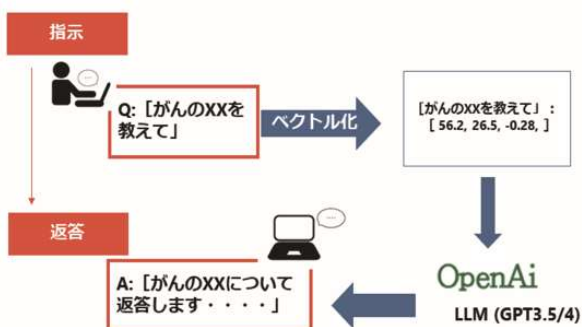 指示
Q:［がんのXXを
教えて」
ベクトル化
［がんのXXを教えて」:
[ 56.2, 26.5, -0.28, ]
返答
A:［がんのXXについて
返答します・・・・」
OpenAi
LLM (GPT3.5/4)